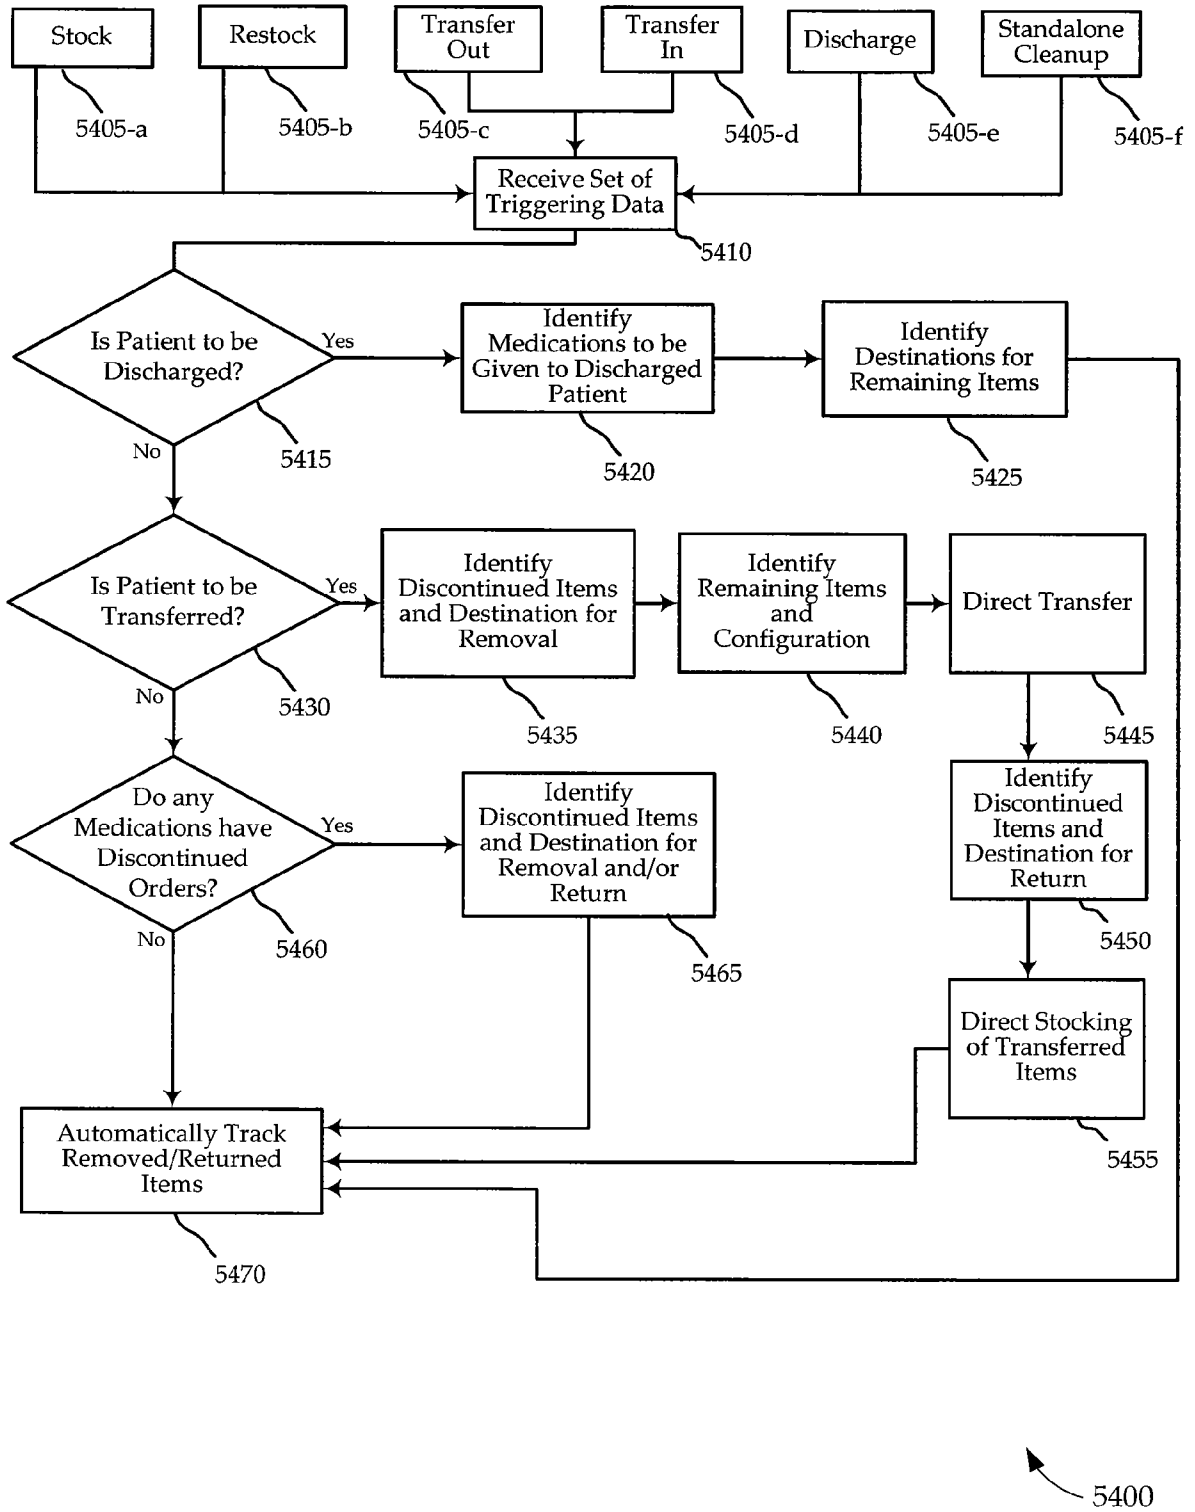 Stock
Restock
Transfer
Out
Transfer
In
Discharge
Standalone
Cleanup
5405-a
5405-b
5405-c
5405-d
5405-e
5405-f
Receive Set of
Triggering Data
5410
Is Patient to be
Discharged?
Yes
No
5415
Identify
Medications to be
Given to Discharged
Patient
5420
Identify
Destinations for
Remaining Items
5425
Is Patient to be
Transferred?
Yes
No
5430
Identify
Discontinued Items
and Destination for
Removal
5435
Identify
Remaining Items
and
Configuration
5440
Direct Transfer
5445
Do any
Medications have
Discontinued
Orders?
Yes
No
5460
Identify
Discontinued Items
and Destination for
Removal and/or
Return
5465
Identify
Discontinued
Items and
Destination for
Return
5450
Direct Stocking
of Transferred
Items
5455
Automatically Track
Removed/Returned
Items
5470
5400